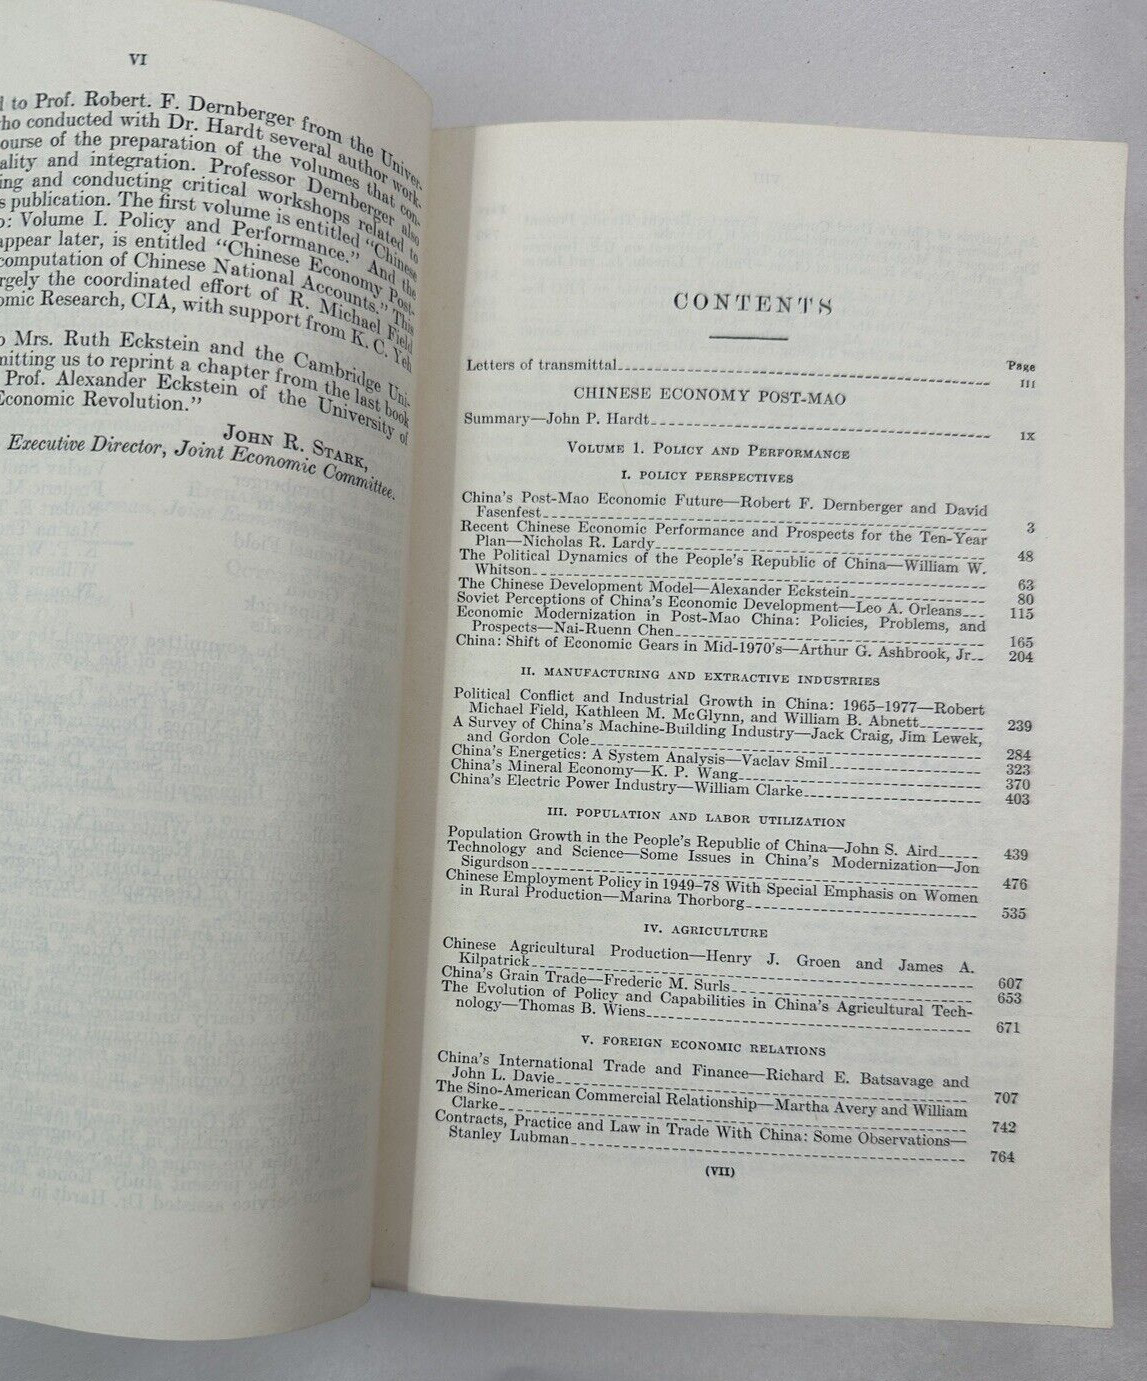 VI
to Prof. Robert. F. Dernberger from the Univer-
who conducted with Dr. Hardt several author work-
ourse of the preparation of the volumes that con-
ality and integration. Professor Dernberger also
ing and conducting critical workshops related to
s publication. The first volume is entitled "Chinese
o: Volume I. Policy and Performance." And the
appear later, is entitled "Chinese Economy Post-
computation of Chinese National Accounts." This
rgely the coordinated effort of R. Michael Field
omic Research, CIA, with support from K. C. Yeh
o Mrs. Ruth Eckstein and the Cambridge Uni-
mitting us to reprint a chapter from the last book
Prof. Alexander Eckstein of the University of
Economic Revolution."
JOHN R. STARK,
Executive Director, Joint Economic Committee.
CONTENTS
Page
Letters of transmittal III
CHINESE ECONOMY POST-MAO
Summary—John P. Hardt IX
VOLUME 1. POLICY AND PERFORMANCE
I. POLICY PERSPECTIVES
China's Post-Mao Economic Future—Robert F. Dernberger and David
Fasenfest 3
Recent Chinese Economic Performance and Prospects for the Ten-Year
Plan—Nicholas R. Lardy 48
The Political Dynamics of the People's Republic of China—William W.
Whitson 63
The Chinese Development Model—Alexander Eckstein 80
Soviet Perceptions of China's Economic Development—Leo A. Orleans 115
Economic Modernization in Post-Mao China: Policies, Problems, and
Prospects—Nai-Ruenn Chen 165
China: Shift of Economic Gears in Mid-1970's—Arthur G. Ashbrook, Jr 204
II. MANUFACTURING AND EXTRACTIVE INDUSTRIES
Political Conflict and Industrial Growth in China: 1965-1977—Robert
Michael Field, Kathleen M. McGlynn, and William B. Abnett 239
A Survey of China's Machine-Building Industry—Jack Craig, Jim Lewek,
and Gordon Cole 284
China's Energetics: A System Analysis—Vaclav Smil 323
China's Mineral Economy—K. P. Wang 370
China's Electric Power Industry—William Clarke 403
III. POPULATION AND LABOR UTILIZATION
Population Growth in the People's Republic of China—John S. Aird 439
Technology and Science—Some Issues in China's Modernization—Jon
Sigurdson 476
Chinese Employment Policy in 1949-78 With Special Emphasis on Women
in Rural Production—Marina Thorborg 535
IV. AGRICULTURE
Chinese Agricultural Production—Henry J. Groen and James A.
Kilpatrick 607
China's Grain Trade—Frederic M. Surls 653
The Evolution of Policy and Capabilities in China's Agricultural Tech-
nology—Thomas B. Wiens 671
V. FOREIGN ECONOMIC RELATIONS
China's International Trade and Finance—Richard E. Batsavage and
John L. Davie 707
The Sino-American Commercial Relationship—Martha Avery and William
Clarke 742
Contracts, Practice and Law in Trade With China: Some Observations—
Stanley Lubman 764
(VII)